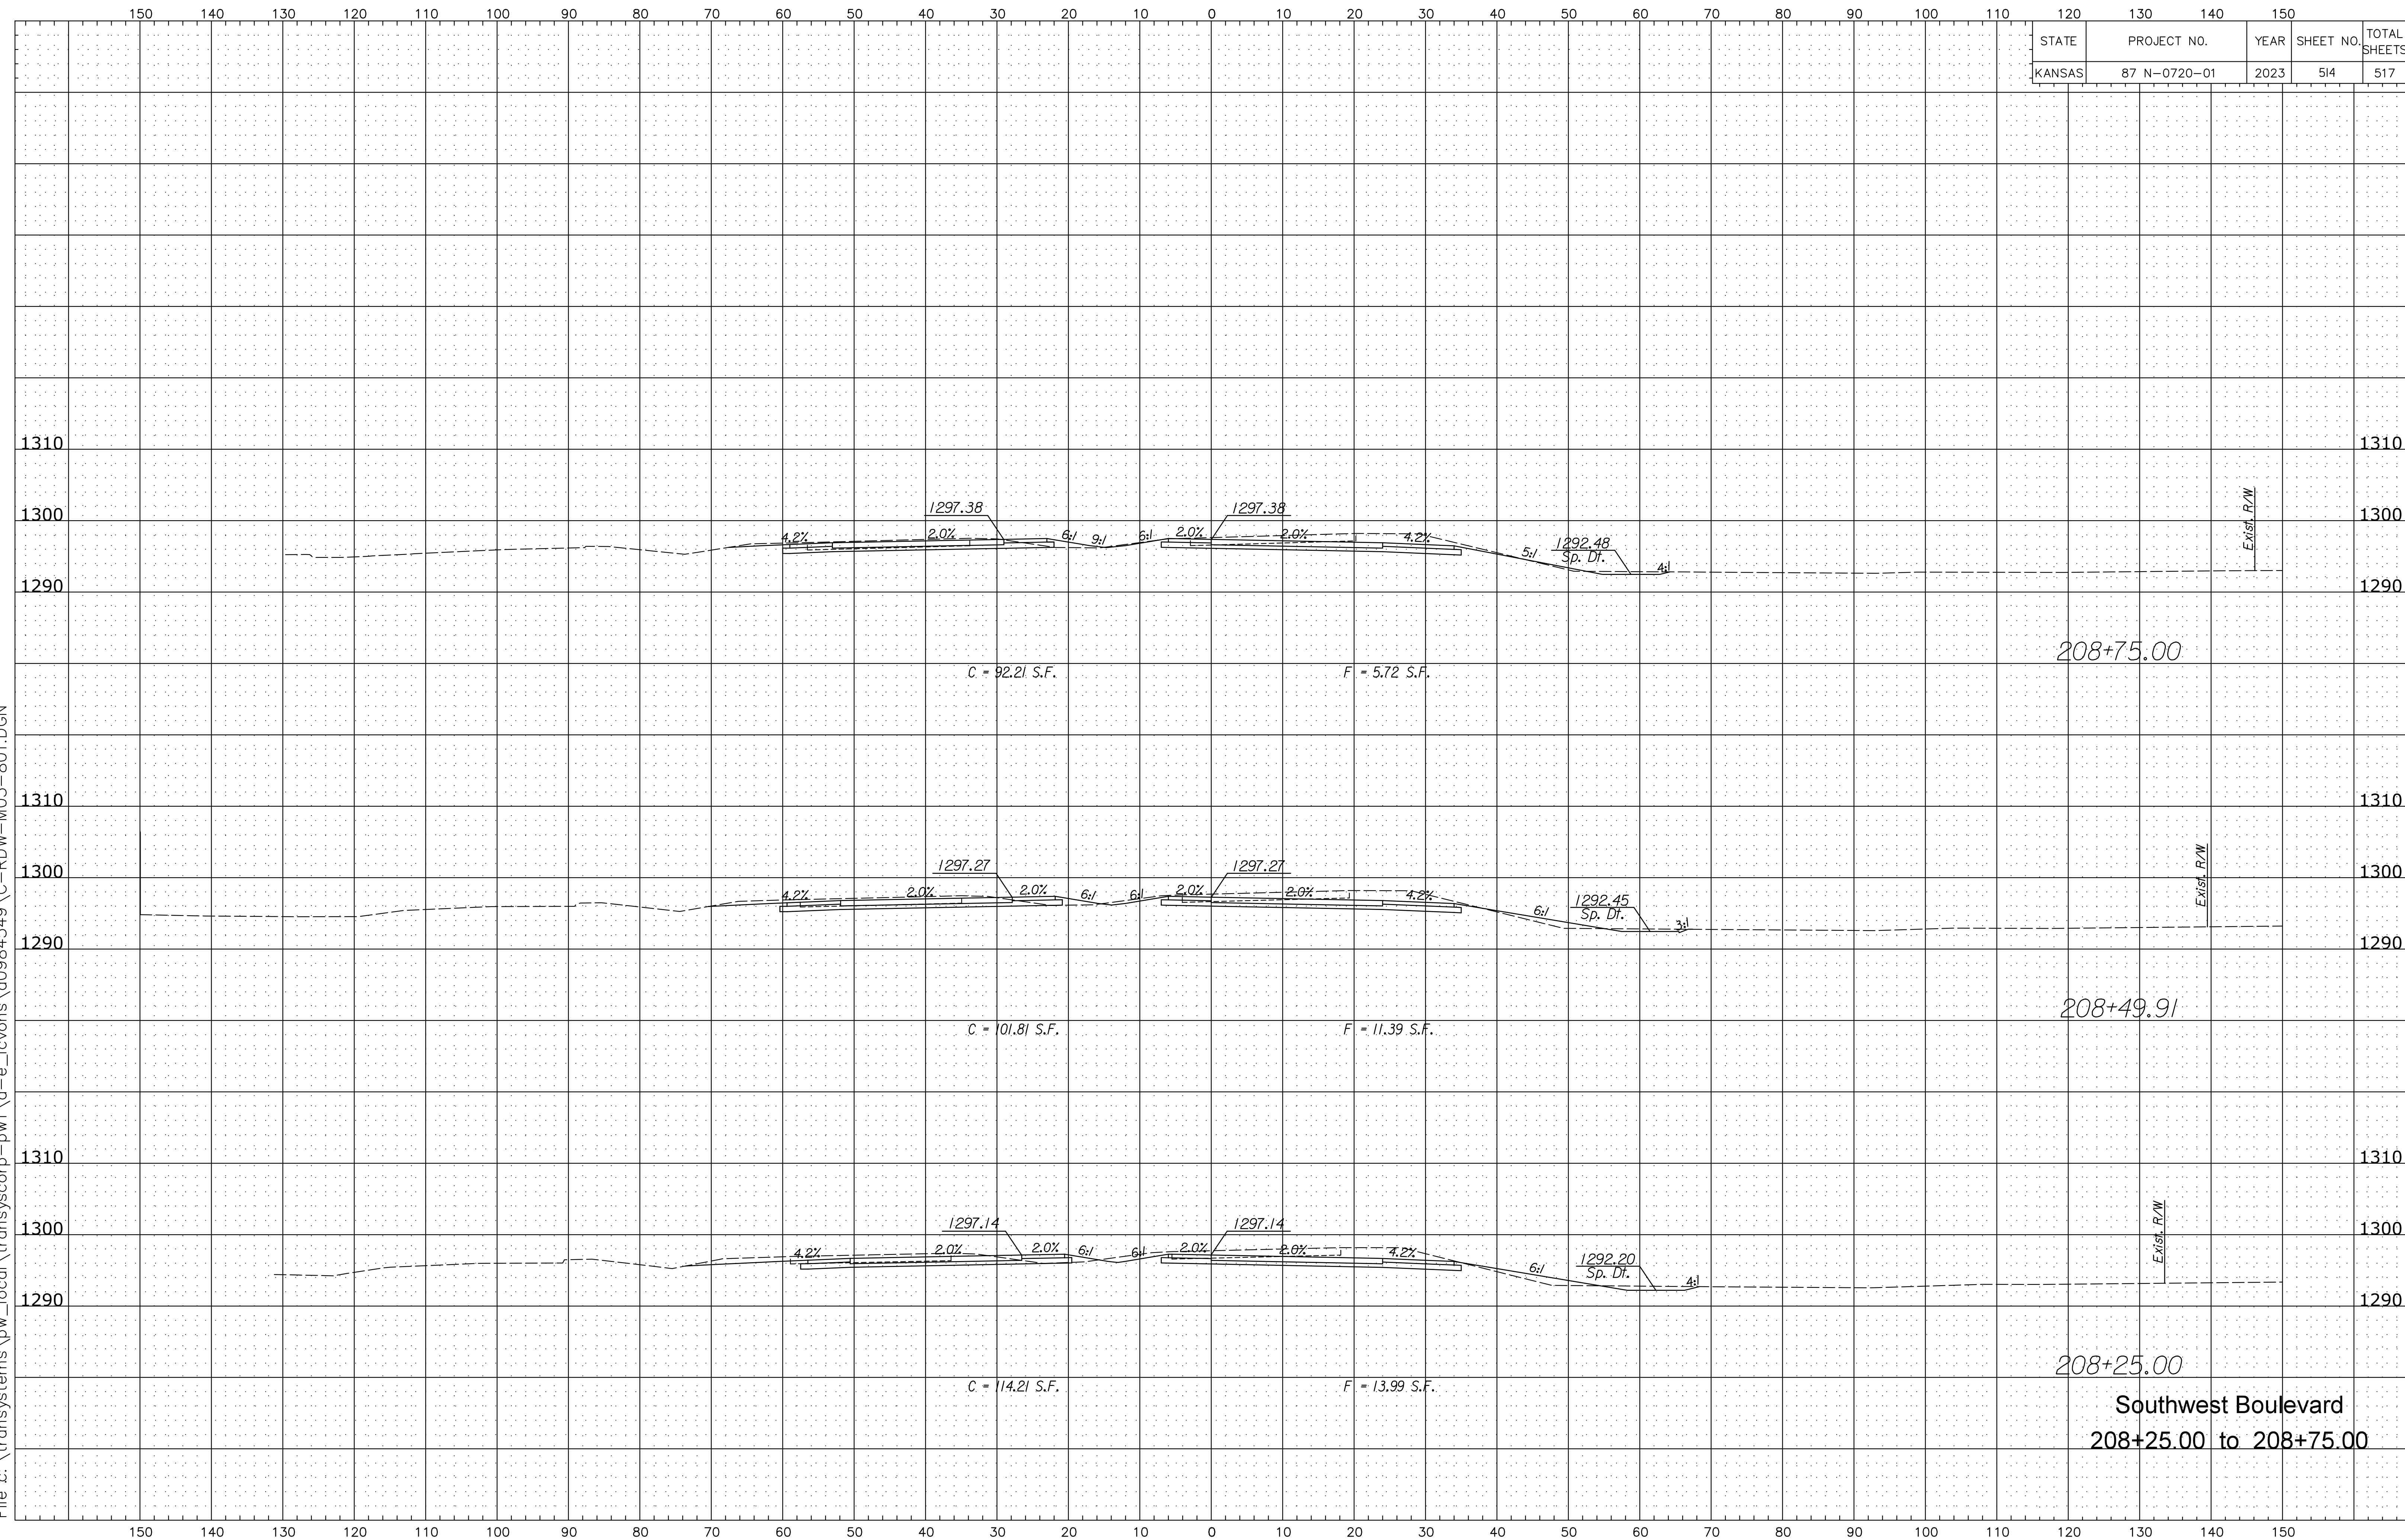 150 140 130 120 110 100 90 80 70 60 50 40 30 20 10 0 10 20 30 40 50 60 70 80 90 100 110 120 130 140 150
STATE PROJECT NO. YEAR SHEET NO. TOTAL SHEETS
KANSAS 87 N-0720-01 2023 514 517
1310 1310
1297.38 1297.38
1300 1300
Exist. R/W
4.2% 2.0% 6:1 9:1 6:1 2.0% 2.0% 4.2% 5:1 1292.48 4:1
Sp. Dt.
1290 1290
208+75.00
C = 92.21 S.F. F = 5.72 S.F.
1310 1310
1297.27 1297.27
1300 1300
Exist. R/W
4.2% 2.0% 2.0% 6:1 6:1 2.0% 2.0% 4.2% 6:1 1292.45 3:1
Sp. Dt.
1290 1290
208+49.91
C = 101.81 S.F. F = 11.39 S.F.
1310 1310
1297.14 1297.14
1300 1300
Exist. R/W
4.2% 2.0% 2.0% 6:1 6:1 2.0% 2.0% 4.2% 6:1 1292.20 4:1
Sp. Dt.
1290 1290
208+25.00
C = 114.21 S.F. F = 13.99 S.F.
Southwest Boulevard
208+25.00 to 208+75.00
150 140 130 120 110 100 90 80 70 60 50 40 30 20 10 0 10 20 30 40 50 60 70 80 90 100 110 120 130 140 150